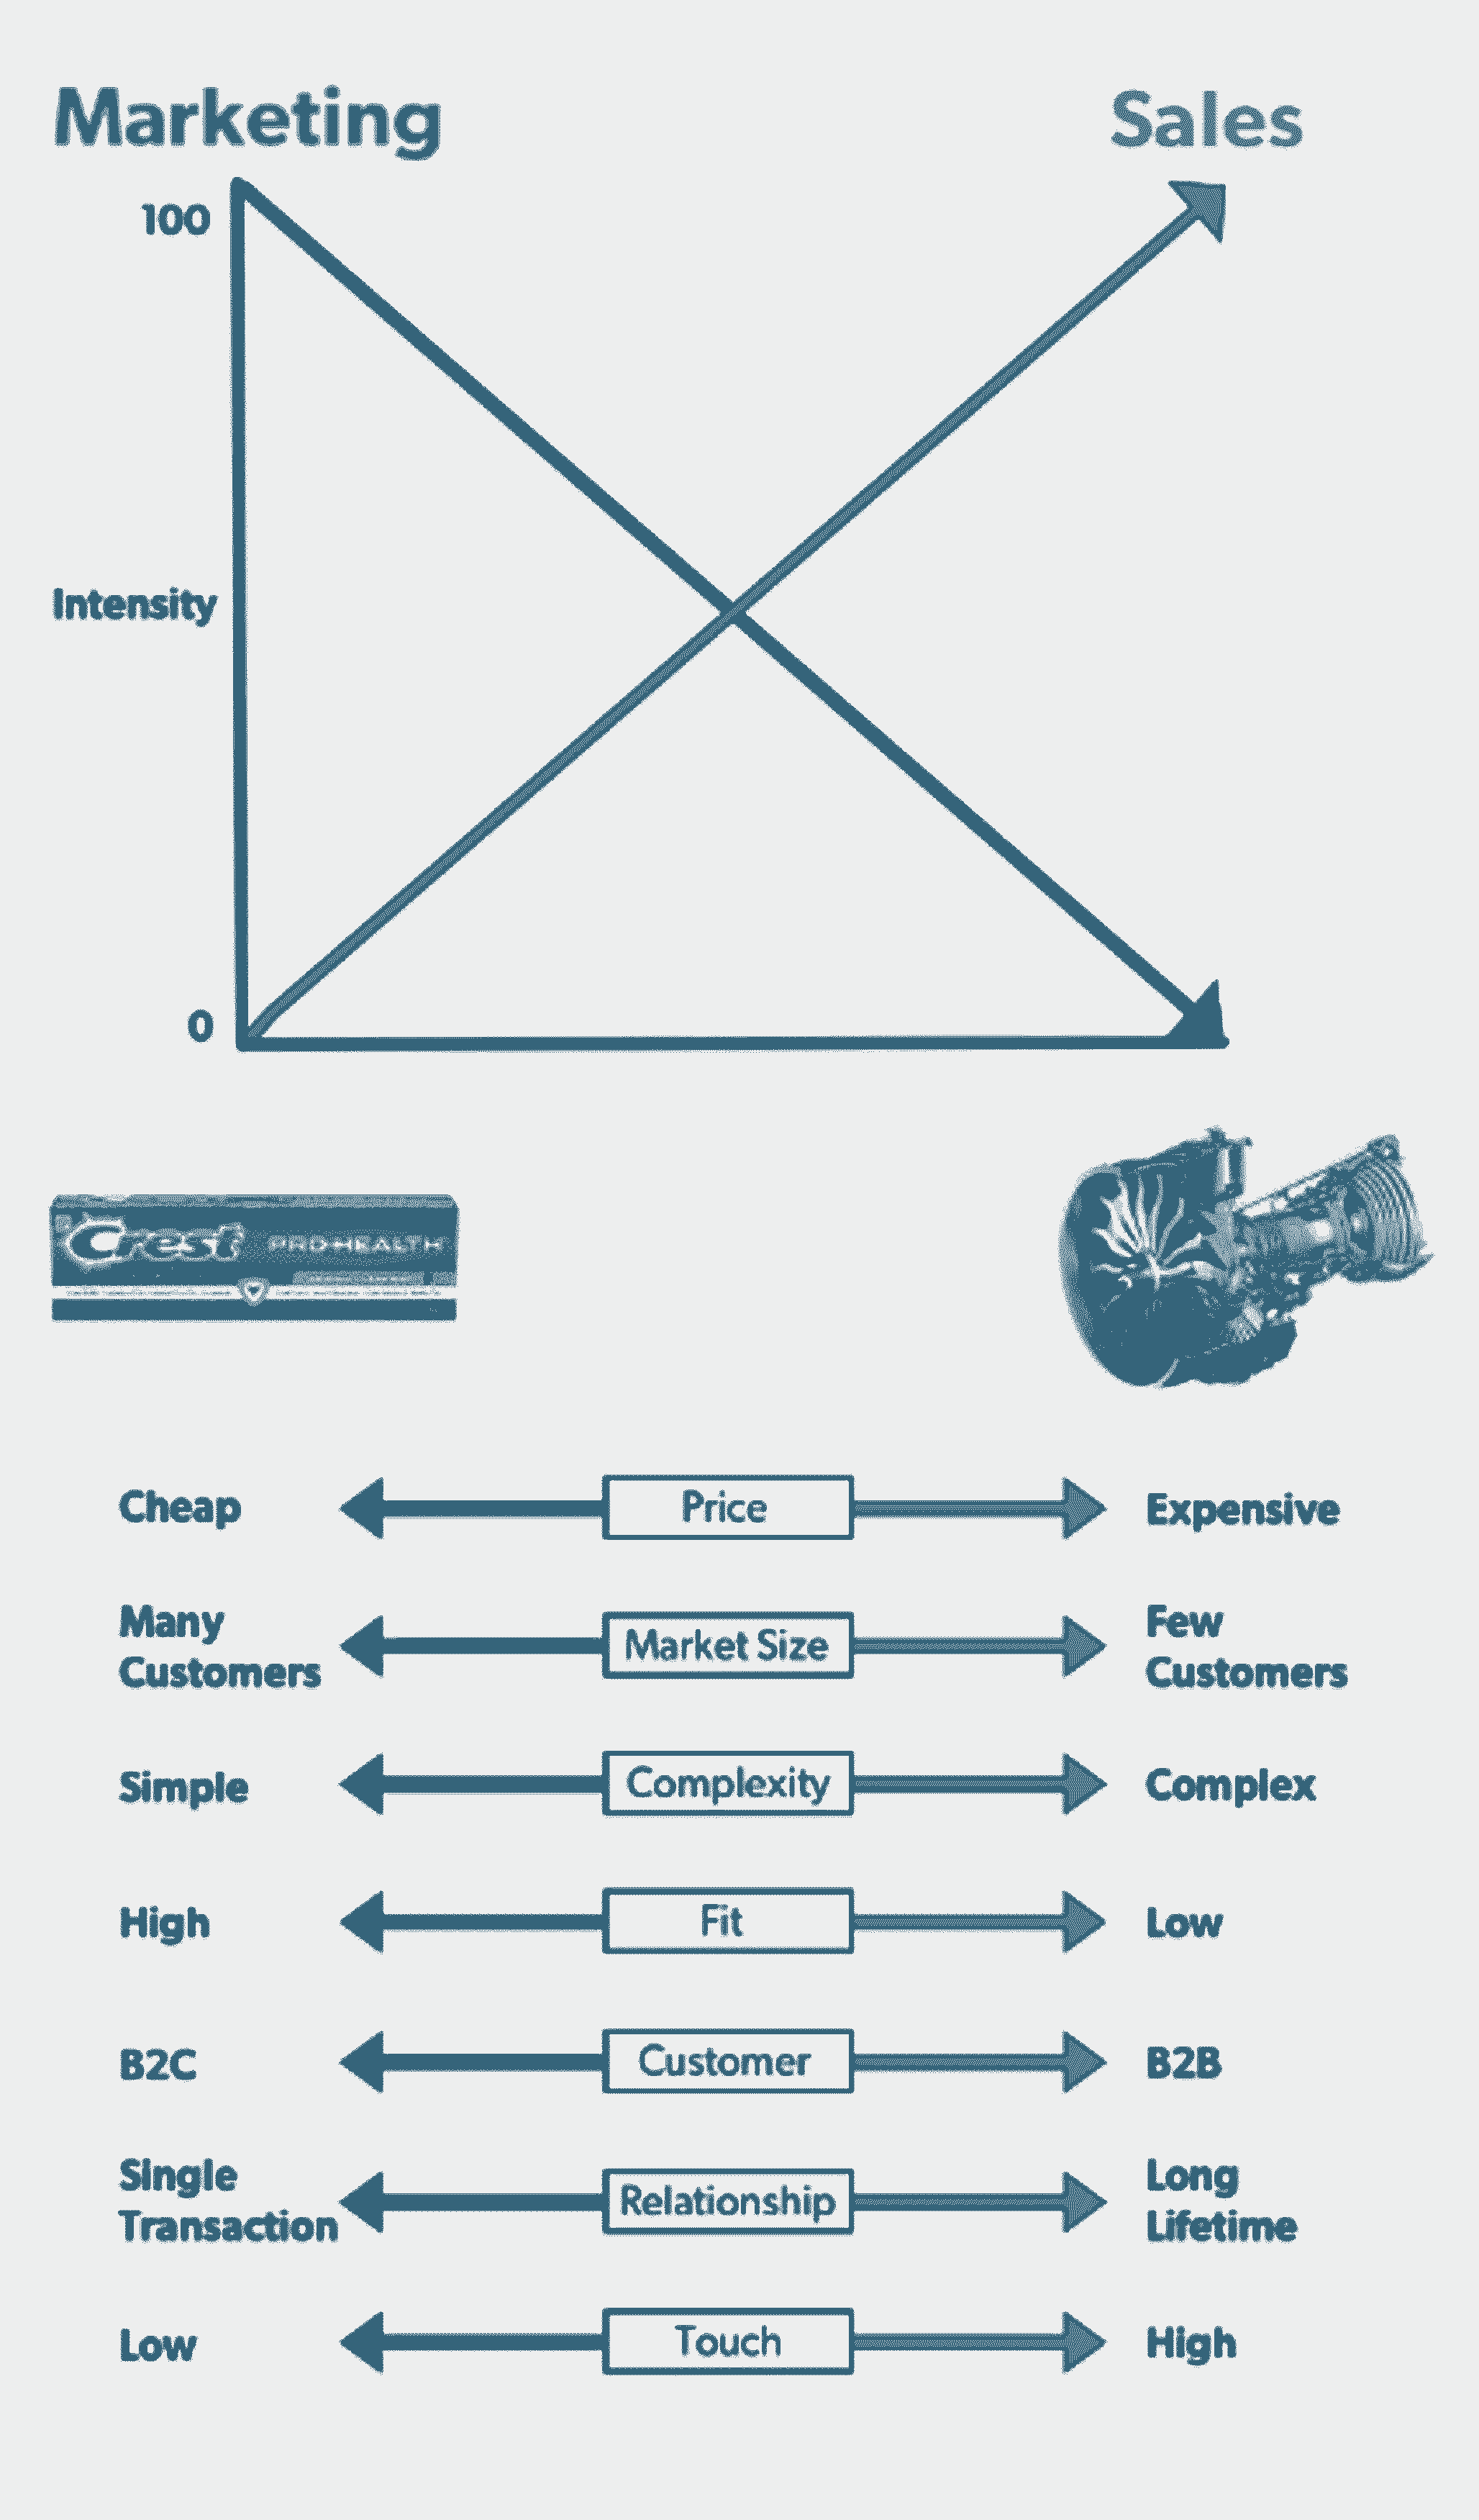 Marketing
Sales
100
Intensity
0
Crest PRO-HEALTH
Cheap
Price
Expensive
Many
Customers
Market Size
Few
Customers
Simple
Complexity
Complex
High
Fit
Low
B2C
Customer
B2B
Single
Transaction
Relationship
Long
Lifetime
Low
Touch
High